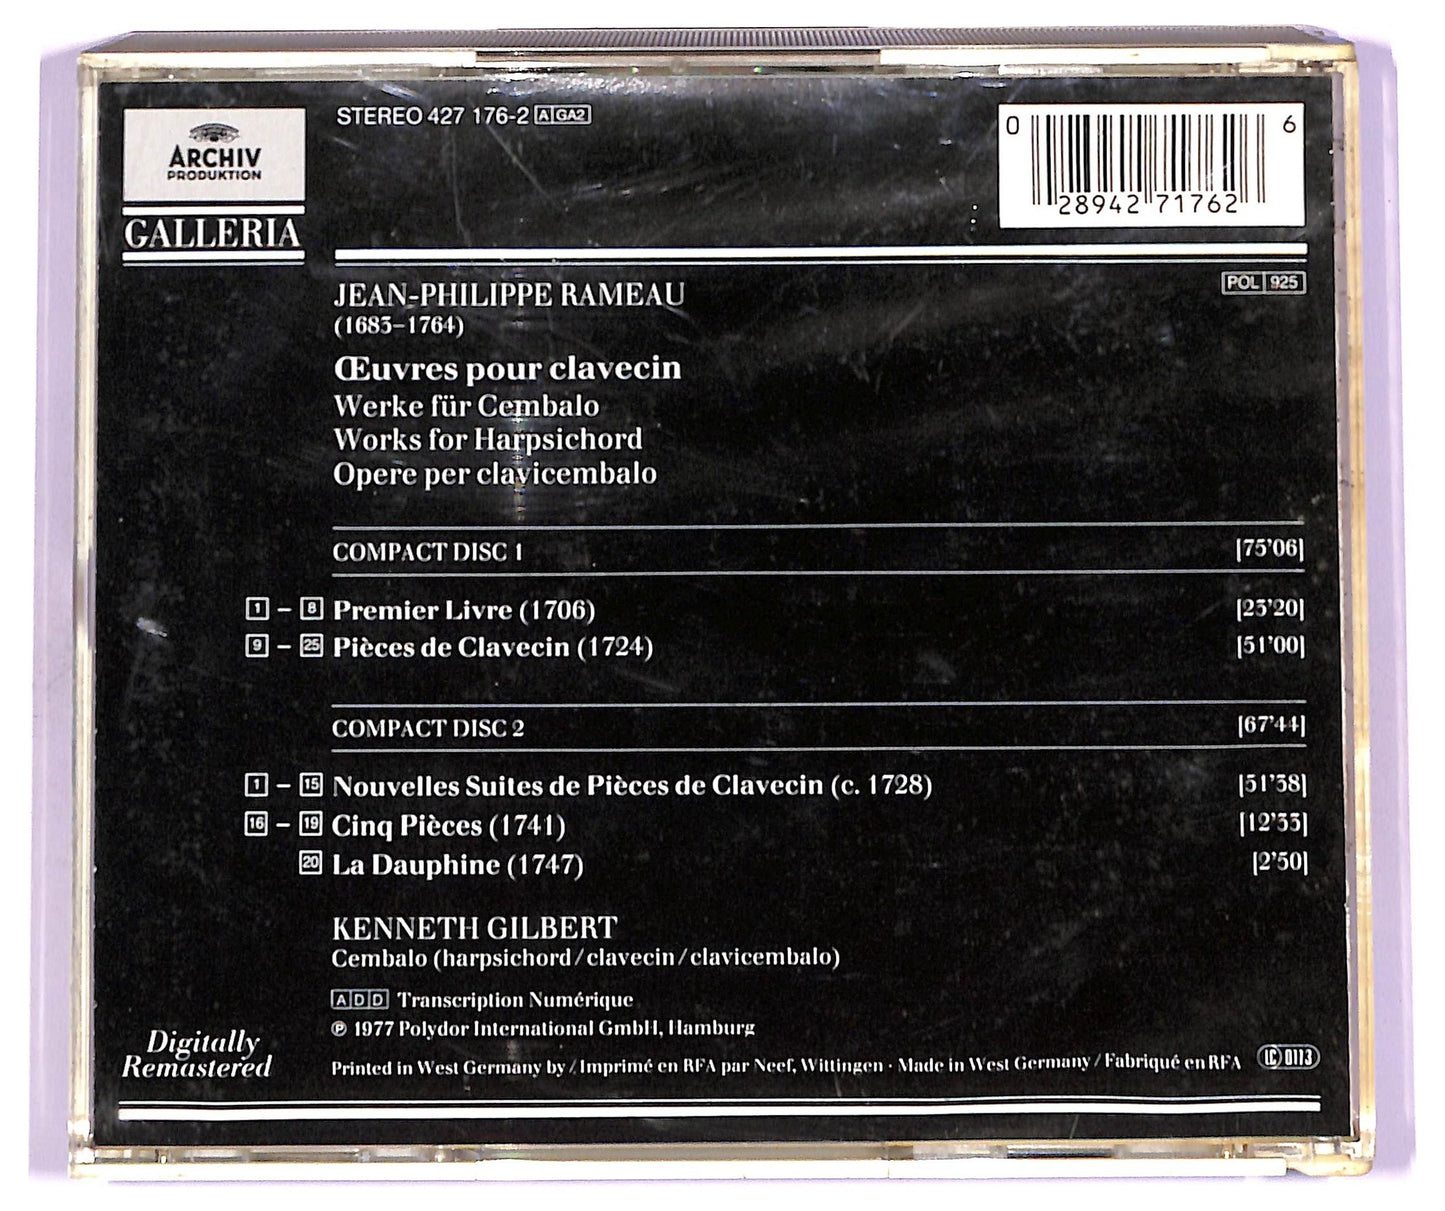 ARCHIV
PRODUKTION
GALLERIA
STEREO 427 176-2 A GA2
0 28942 71762 6
POL 925
JEAN-PHILIPPE RAMEAU
(1683–1764)
Œuvres pour clavecin
Werke für Cembalo
Works for Harpsichord
Opere per clavicembalo
COMPACT DISC 1 [75'06]
1 – 8 Premier Livre (1706) [23'20]
9 – 25 Pièces de Clavecin (1724) [51'00]
COMPACT DISC 2 [67'44]
1 – 15 Nouvelles Suites de Pièces de Clavecin (c. 1728) [51'38]
16 – 19 Cinq Pièces (1741) [12'33]
20 La Dauphine (1747) [2'50]
KENNETH GILBERT
Cembalo (harpsichord/clavecin/clavicembalo)
ADD Transcription Numérique
℗ 1977 Polydor International GmbH, Hamburg
Digitally
Remastered
Printed in West Germany by / Imprimé en RFA par Neef, Wittingen · Made in West Germany / Fabriqué en RFA LC 0113